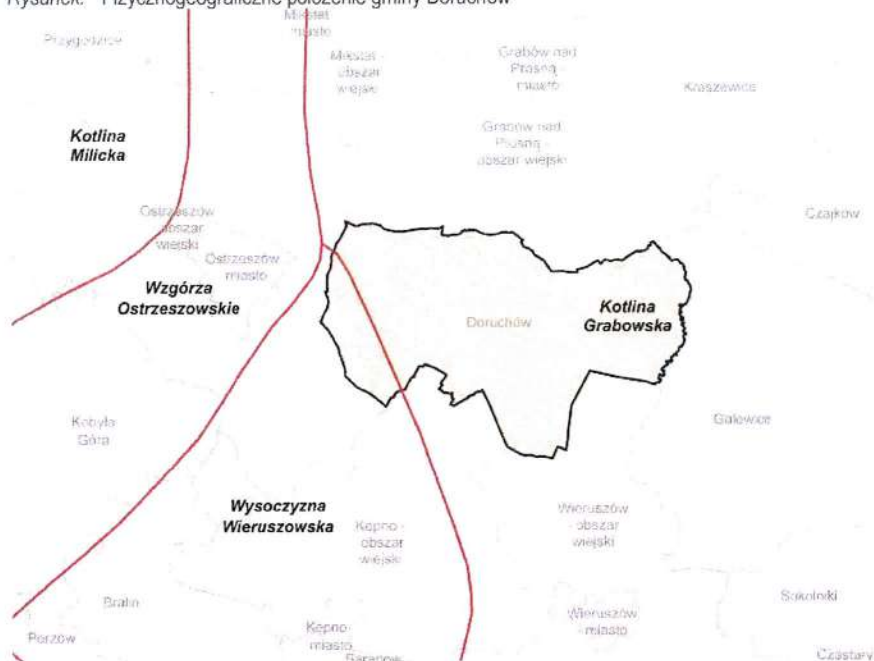 Rysunek. Fizycznogeograficzne położenie gminy Doruchów
Mikstat
miasto
Przygodzice
Mikstat -
obszar
wiejski
Grabów nad
Prosną -
miasto
Kraszewice
Kotlina
Milicka
Grabów nad
Prosną -
obszar wiejski
Ostrzeszów
obszar
wiejski
Czajków
Ostrzeszów
miasto
Wzgórza
Ostrzeszowskie
Kotlina
Grabowska
Doruchów
Kobyla
Góra
Galewice
Wysoczyzna
Wieruszowska
Kępno -
obszar
wiejski
Wieruszów
- obszar
wiejski
Bralin
Sokolniki
Perzów
Kępno-
miasto
Wieruszów
- miasto
Baranów
Czastary